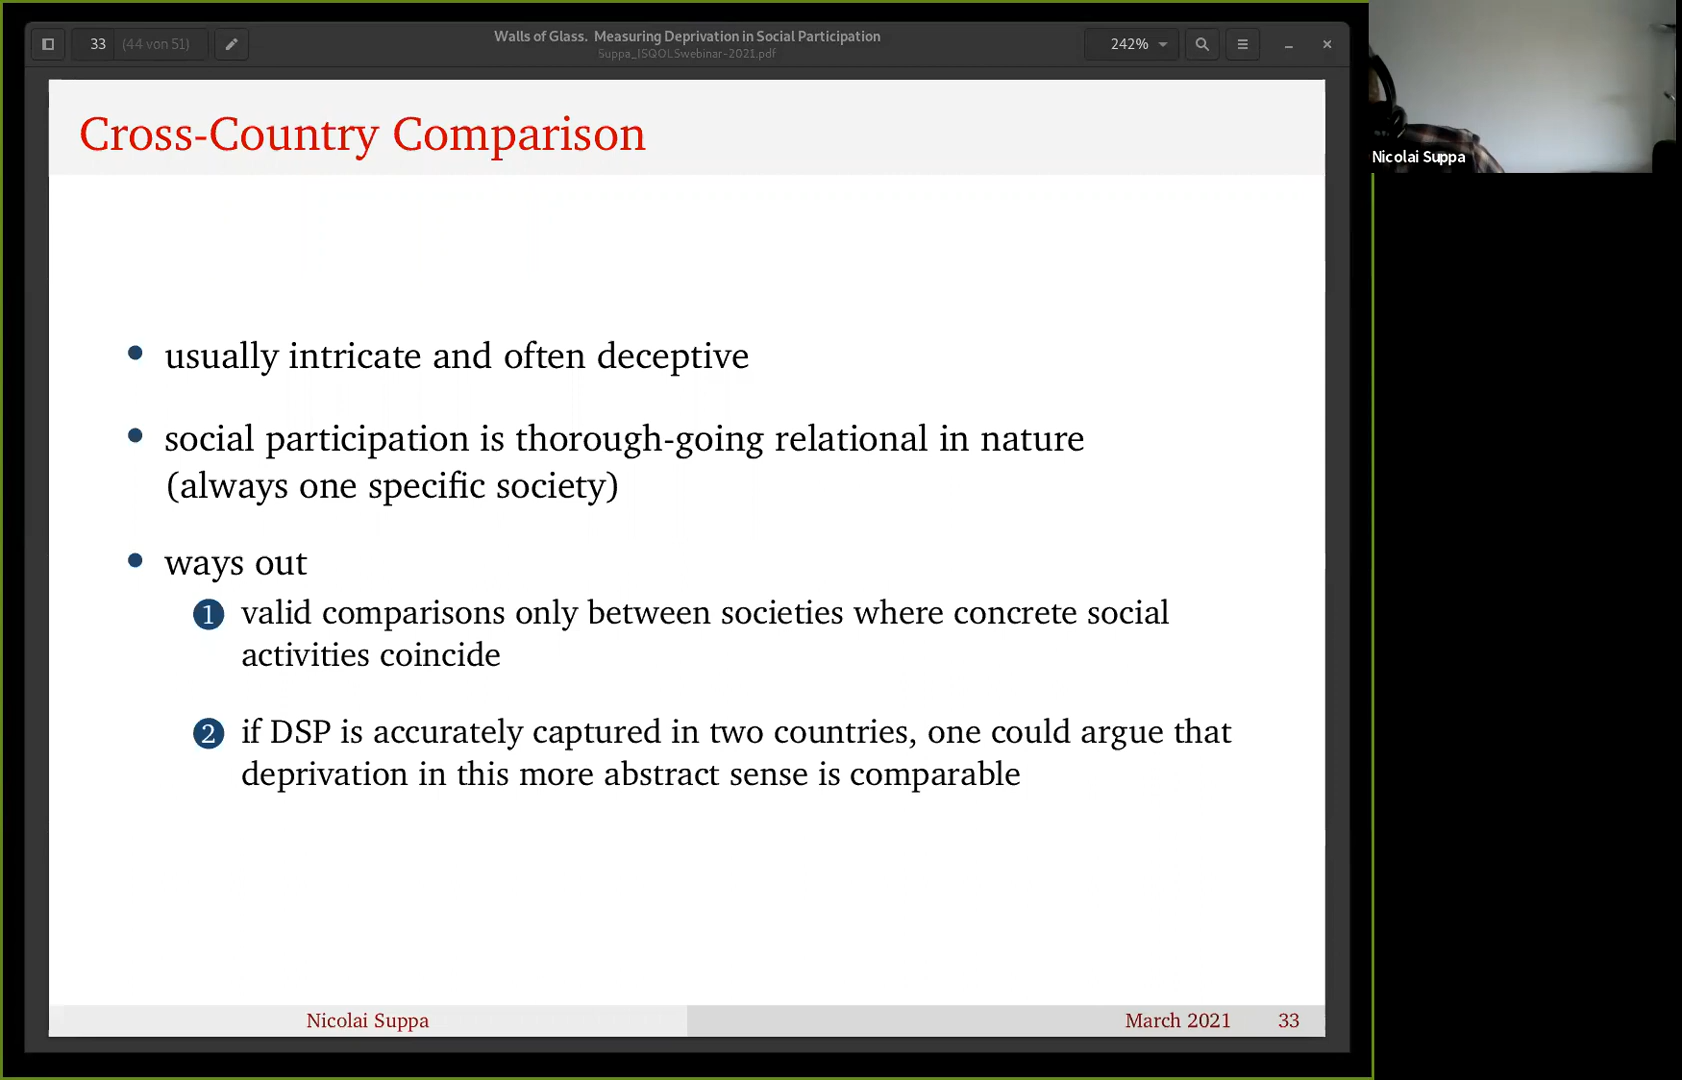 33 (44 von 51)
Walls of Glass. Measuring Deprivation in Social Participation
Suppa_ISQOLSwebinar-2021.pdf
242%
Cross-Country Comparison
usually intricate and often deceptive
social participation is thorough-going relational in nature
(always one specific society)
ways out
1 valid comparisons only between societies where concrete social
activities coincide
2 if DSP is accurately captured in two countries, one could argue that
deprivation in this more abstract sense is comparable
Nicolai Suppa March 2021 33
Nicolai Suppa